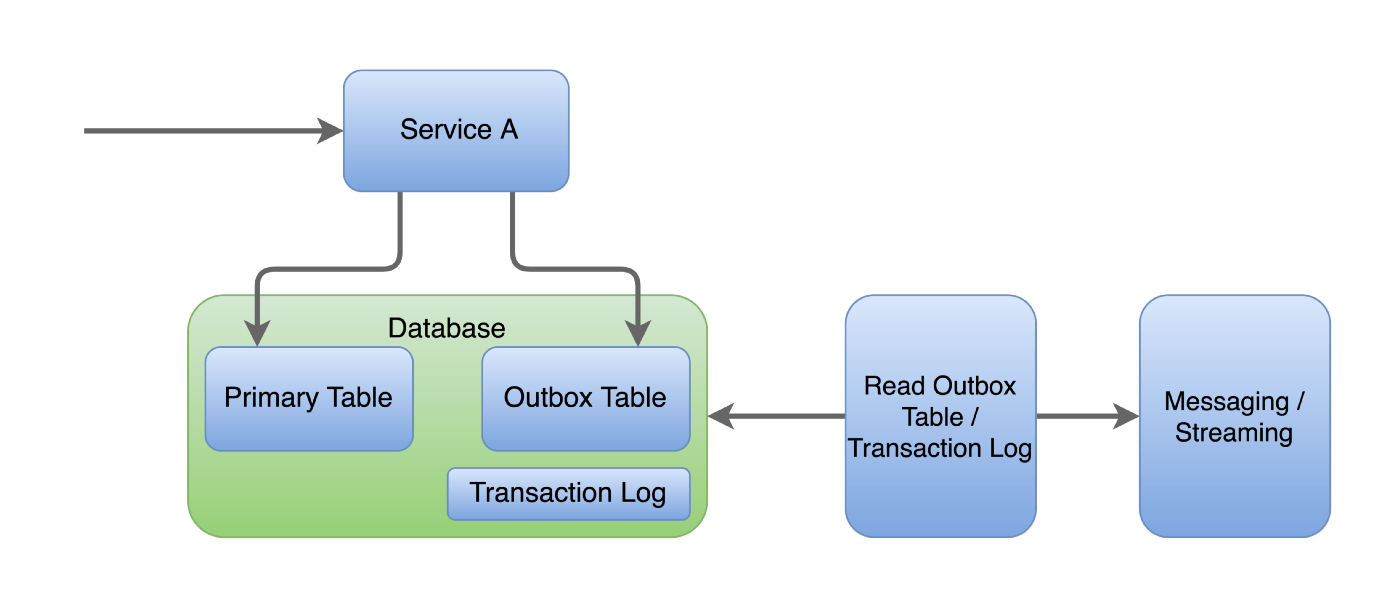 Service A
Database
Primary Table
Outbox Table
Transaction Log
Read Outbox
Table /
Transaction Log
Messaging /
Streaming